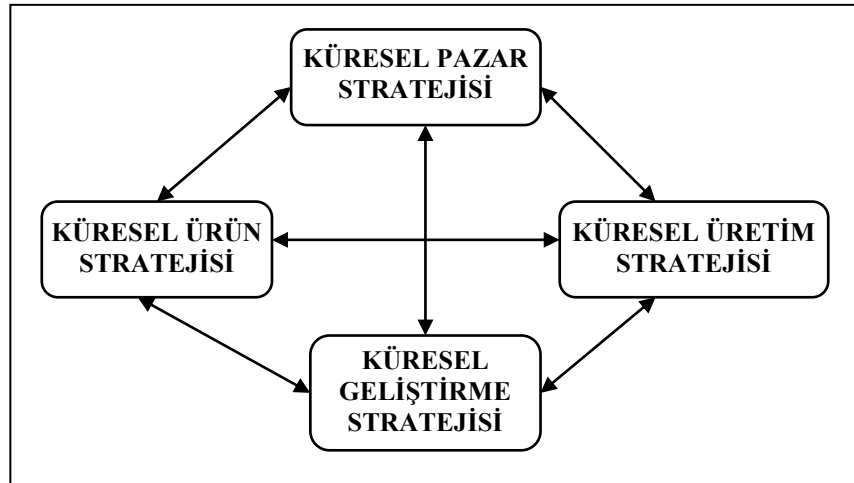 KÜRESEL PAZAR
STRATEJİSİ
KÜRESEL ÜRÜN
STRATEJİSİ
KÜRESEL ÜRETİM
STRATEJİSİ
KÜRESEL
GELİŞTİRME
STRATEJİSİ